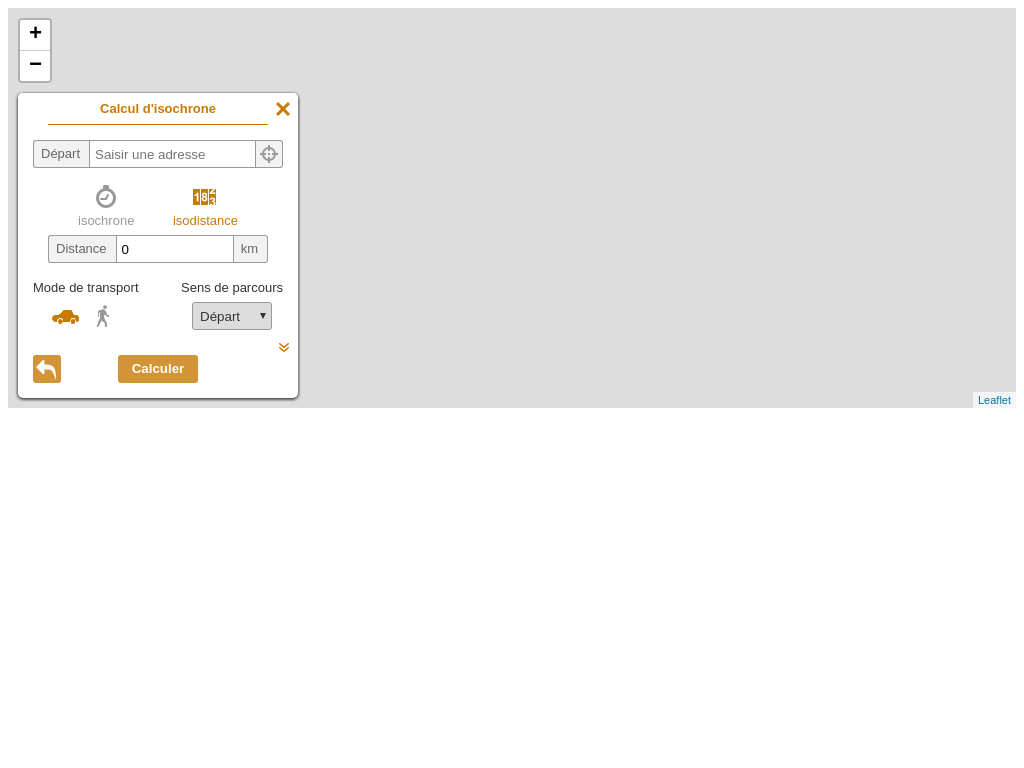 +
−
Calcul d'isochrone
Départ Saisir une adresse
isochrone isodistance
Distance 0 km
Mode de transport Sens de parcours
Départ
Calculer
Leaflet